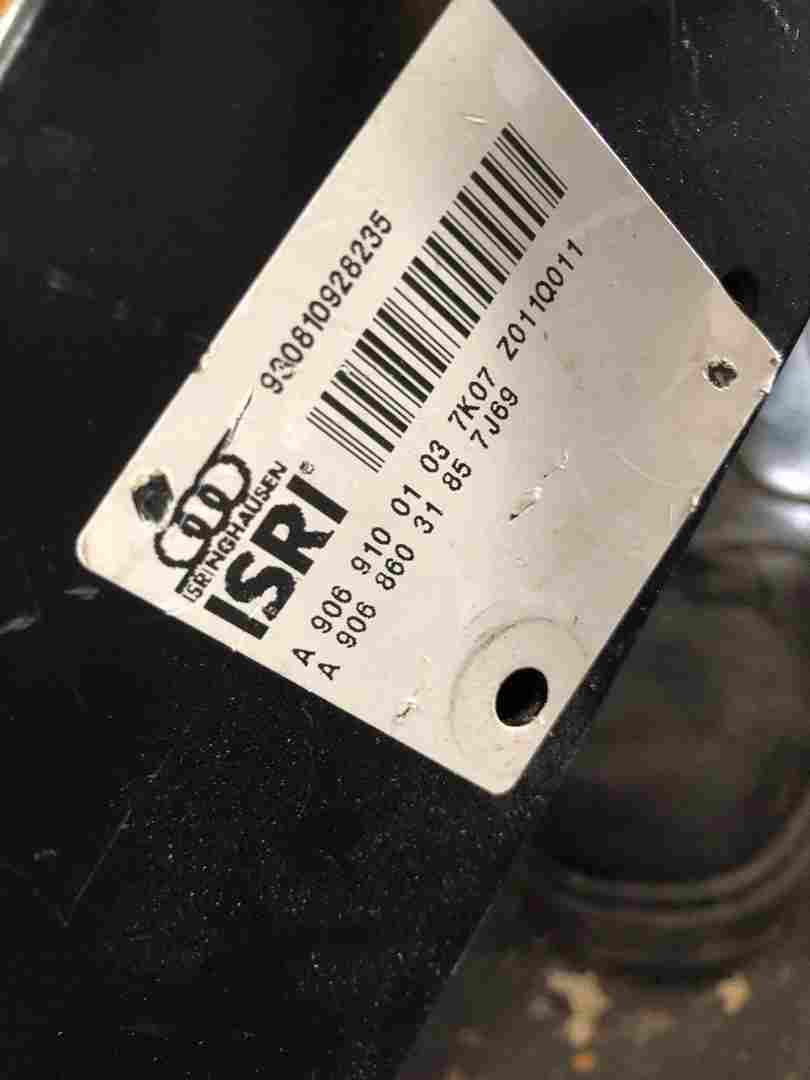 930810928235
ISRINGHAUSEN
ISRI®
A 906 910 01 03 7K07 Z011Q011
A 906 860 31 85 7J69